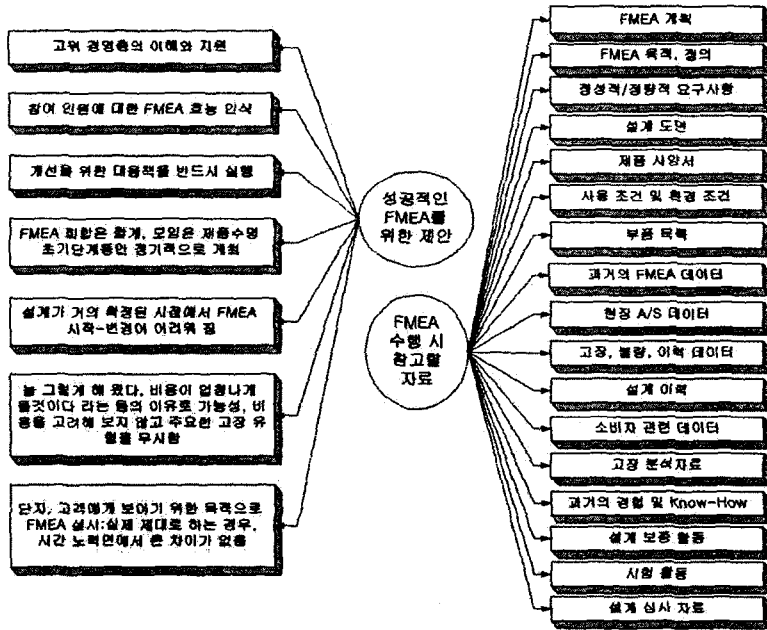 고위 경영층의 이해와 지원
참여 인원에 대한 FMEA 효능 인식
개선을 위한 대응책을 반드시 실행
FMEA 회합은 짧게, 모임은 제품수명
초기단계동안 정기적으로 개최
설계가 거의 확정된 시점에서 FMEA
시작-변경이 어려워 짐
늘 그렇게 해 왔다, 비용이 엄청나게
들것이다 라는 등의 이유로 가능성, 비
용을 고려해 보지 않고 주요한 고장 유
형을 무시함
단지, 고객에게 보이기 위한 목적으로
FMEA 실시:실제 제대로 하는 경우,
시간 노력면에서 큰 차이가 없음
성공적인
FMEA를
위한 제안
FMEA
수행 시
참고할
자료
FMEA 계획
FMEA 목적, 정의
정성적/정량적 요구사항
설계 도면
제품 사양서
사용 조건 및 환경 조건
부품 목록
과거의 FMEA 데이터
현장 A/S 데이터
고장, 불량, 이력 데이터
설계 이력
소비자 관련 데이터
고장 분석자료
과거의 경험 및 Know-How
설계 보증 활동
시험 활동
설계 심사 자료